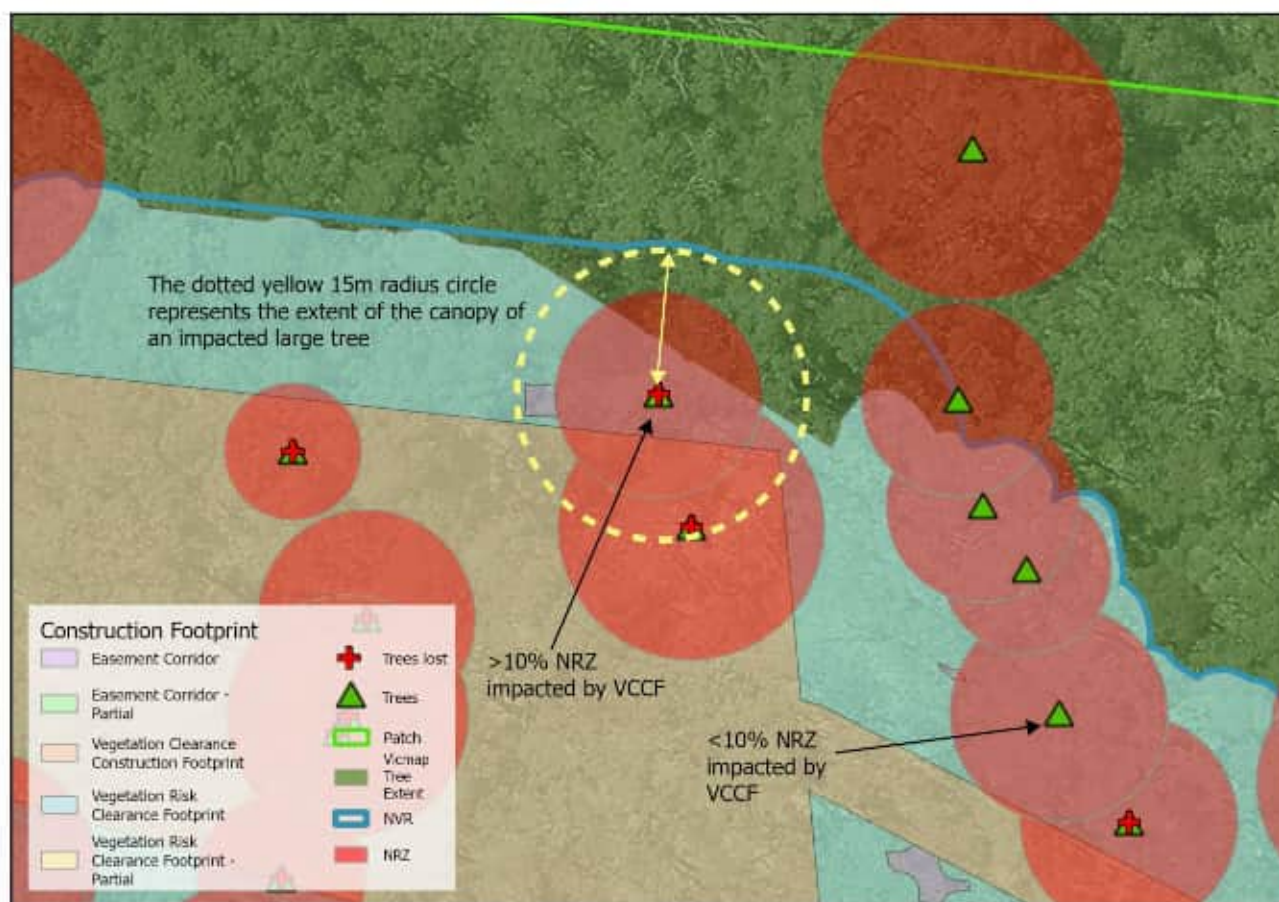 The dotted yellow 15m radius circle
represents the extent of the canopy of
an impacted large tree
>10% NRZ
impacted by VCCF
<10% NRZ
impacted by
VCCF
Construction Footprint
Easement Corridor
Easement Corridor -
Partial
Vegetation Clearance
Construction Footprint
Vegetation Risk
Clearance Footprint
Vegetation Risk
Clearance Footprint -
Partial
Trees lost
Trees
Patch
Vicmap
Tree
Extent
NVR
NRZ